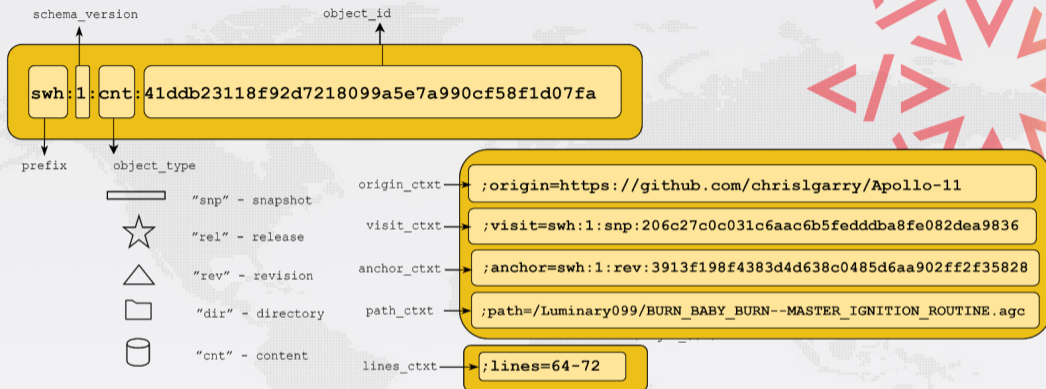 schema_version
object_id
swh:1:cnt:41ddb23118f92d7218099a5e7a990cf58f1d07fa
prefix
object_type
"snp" - snapshot
"rel" - release
"rev" - revision
"dir" - directory
"cnt" - content
origin_ctxt
;origin=https://github.com/chrislgarry/Apollo-11
visit_ctxt
;visit=swh:1:snp:206c27c0c031c6aac6b5fedddba8fe082dea9836
anchor_ctxt
;anchor=swh:1:rev:3913f198f4383d4d638c0485d6aa902ff2f35828
path_ctxt
;path=/Luminary099/BURN_BABY_BURN--MASTER_IGNITION_ROUTINE.agc
lines_ctxt
;lines=64-72